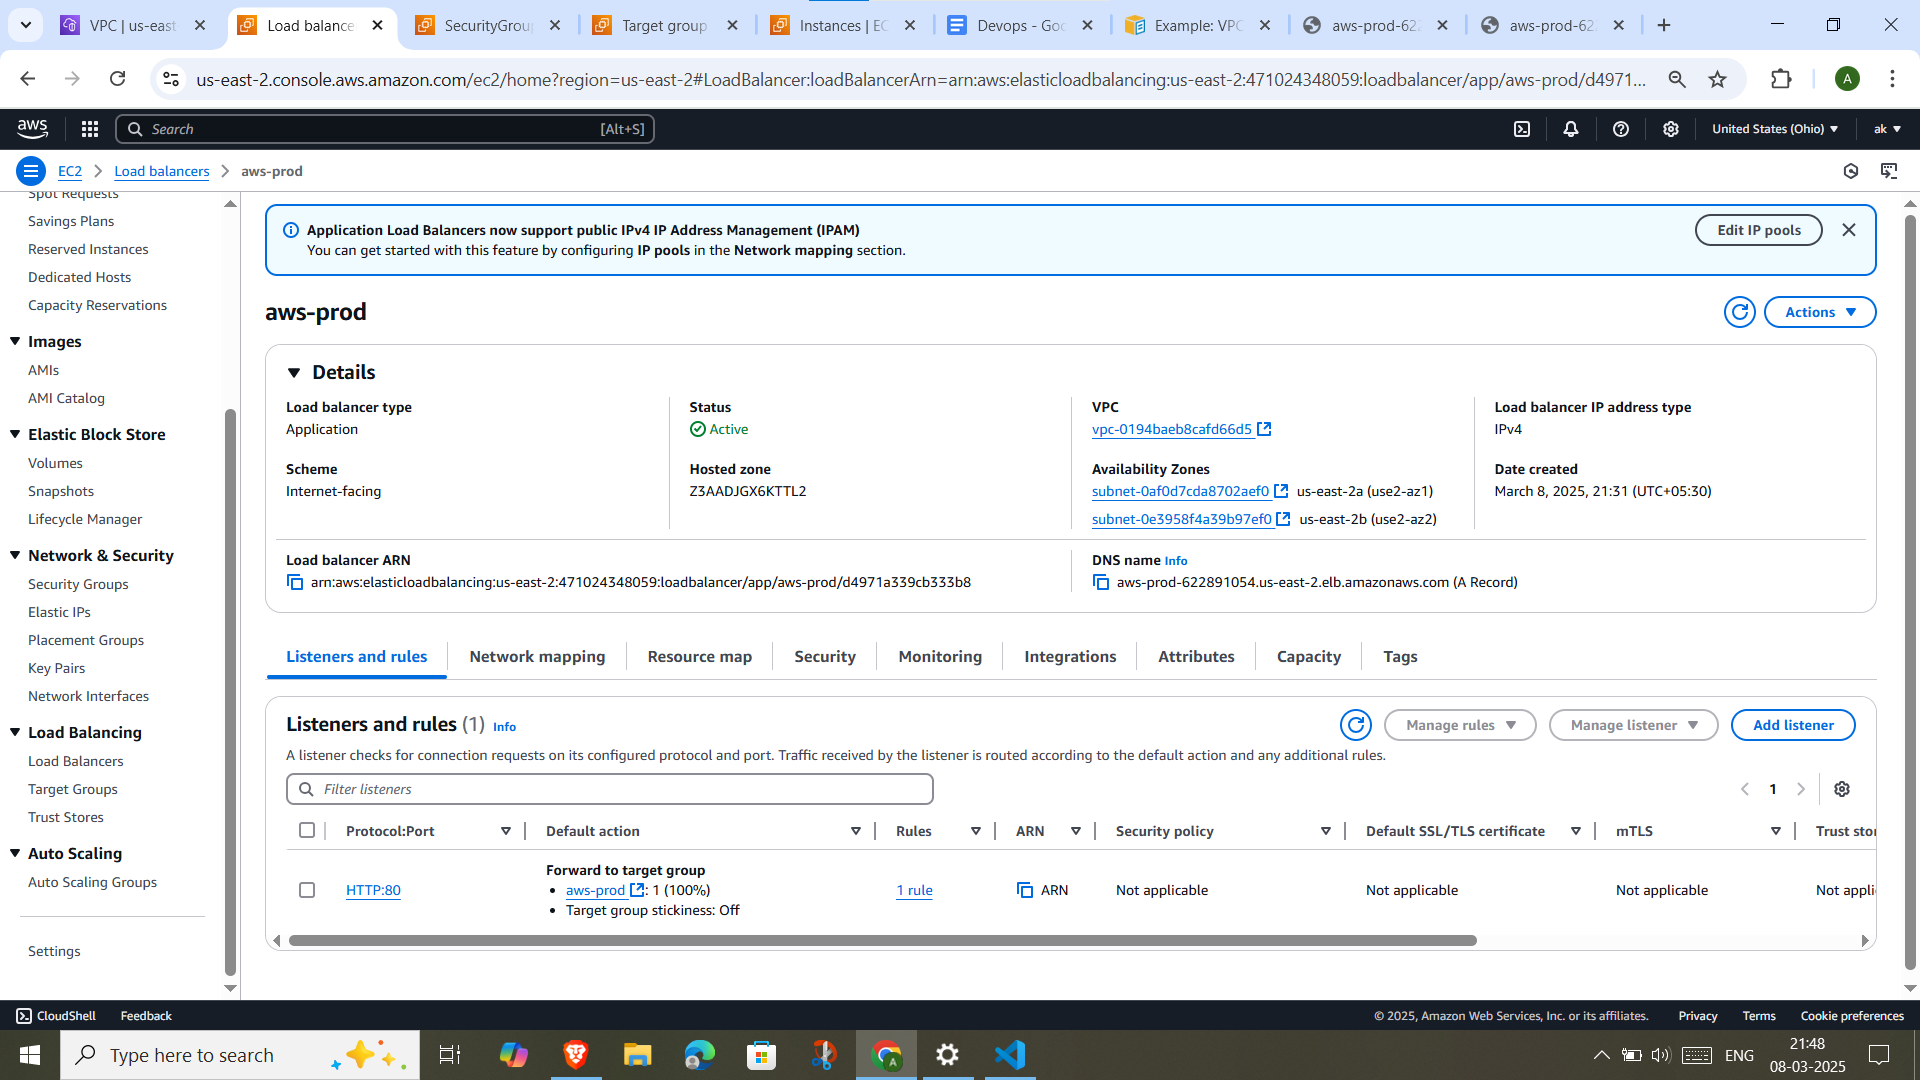 VPC | us-east
Load balance
SecurityGrou
Target group
Instances | EC
Devops - Goo
Example: VPC
aws-prod-622
aws-prod-622
us-east-2.console.aws.amazon.com/ec2/home?region=us-east-2#LoadBalancer:loadBalancerArn=arn:aws:elasticloadbalancing:us-east-2:471024348059:loadbalancer/app/aws-prod/d4971...
A
aws
Search
[Alt+S]
United States (Ohio)
ak
EC2
Load balancers
aws-prod
Spot Requests
Savings Plans
Reserved Instances
Dedicated Hosts
Capacity Reservations
Images
AMIs
AMI Catalog
Elastic Block Store
Volumes
Snapshots
Lifecycle Manager
Network & Security
Security Groups
Elastic IPs
Placement Groups
Key Pairs
Network Interfaces
Load Balancing
Load Balancers
Target Groups
Trust Stores
Auto Scaling
Auto Scaling Groups
Settings
Application Load Balancers now support public IPv4 IP Address Management (IPAM)
You can get started with this feature by configuring IP pools in the Network mapping section.
Edit IP pools
aws-prod
Actions
Details
Load balancer type
Application
Status
Active
VPC
vpc-0194baeb8cafd66d5
Load balancer IP address type
IPv4
Scheme
Internet-facing
Hosted zone
Z3AADJGX6KTTL2
Availability Zones
subnet-0af0d7cda8702aef0 us-east-2a (use2-az1)
subnet-0e3958f4a39b97ef0 us-east-2b (use2-az2)
Date created
March 8, 2025, 21:31 (UTC+05:30)
Load balancer ARN
arn:aws:elasticloadbalancing:us-east-2:471024348059:loadbalancer/app/aws-prod/d4971a339cb333b8
DNS name Info
aws-prod-622891054.us-east-2.elb.amazonaws.com (A Record)
Listeners and rules
Network mapping
Resource map
Security
Monitoring
Integrations
Attributes
Capacity
Tags
Listeners and rules (1) Info
Manage rules
Manage listener
Add listener
A listener checks for connection requests on its configured protocol and port. Traffic received by the listener is routed according to the default action and any additional rules.
Filter listeners
1
Protocol:Port
Default action
Rules
ARN
Security policy
Default SSL/TLS certificate
mTLS
Trust stor
HTTP:80
Forward to target group
• aws-prod : 1 (100%)
• Target group stickiness: Off
1 rule
ARN
Not applicable
Not applicable
Not applicable
Not appli
CloudShell
Feedback
© 2025, Amazon Web Services, Inc. or its affiliates.
Privacy
Terms
Cookie preferences
Type here to search
A
ENG
21:48
08-03-2025